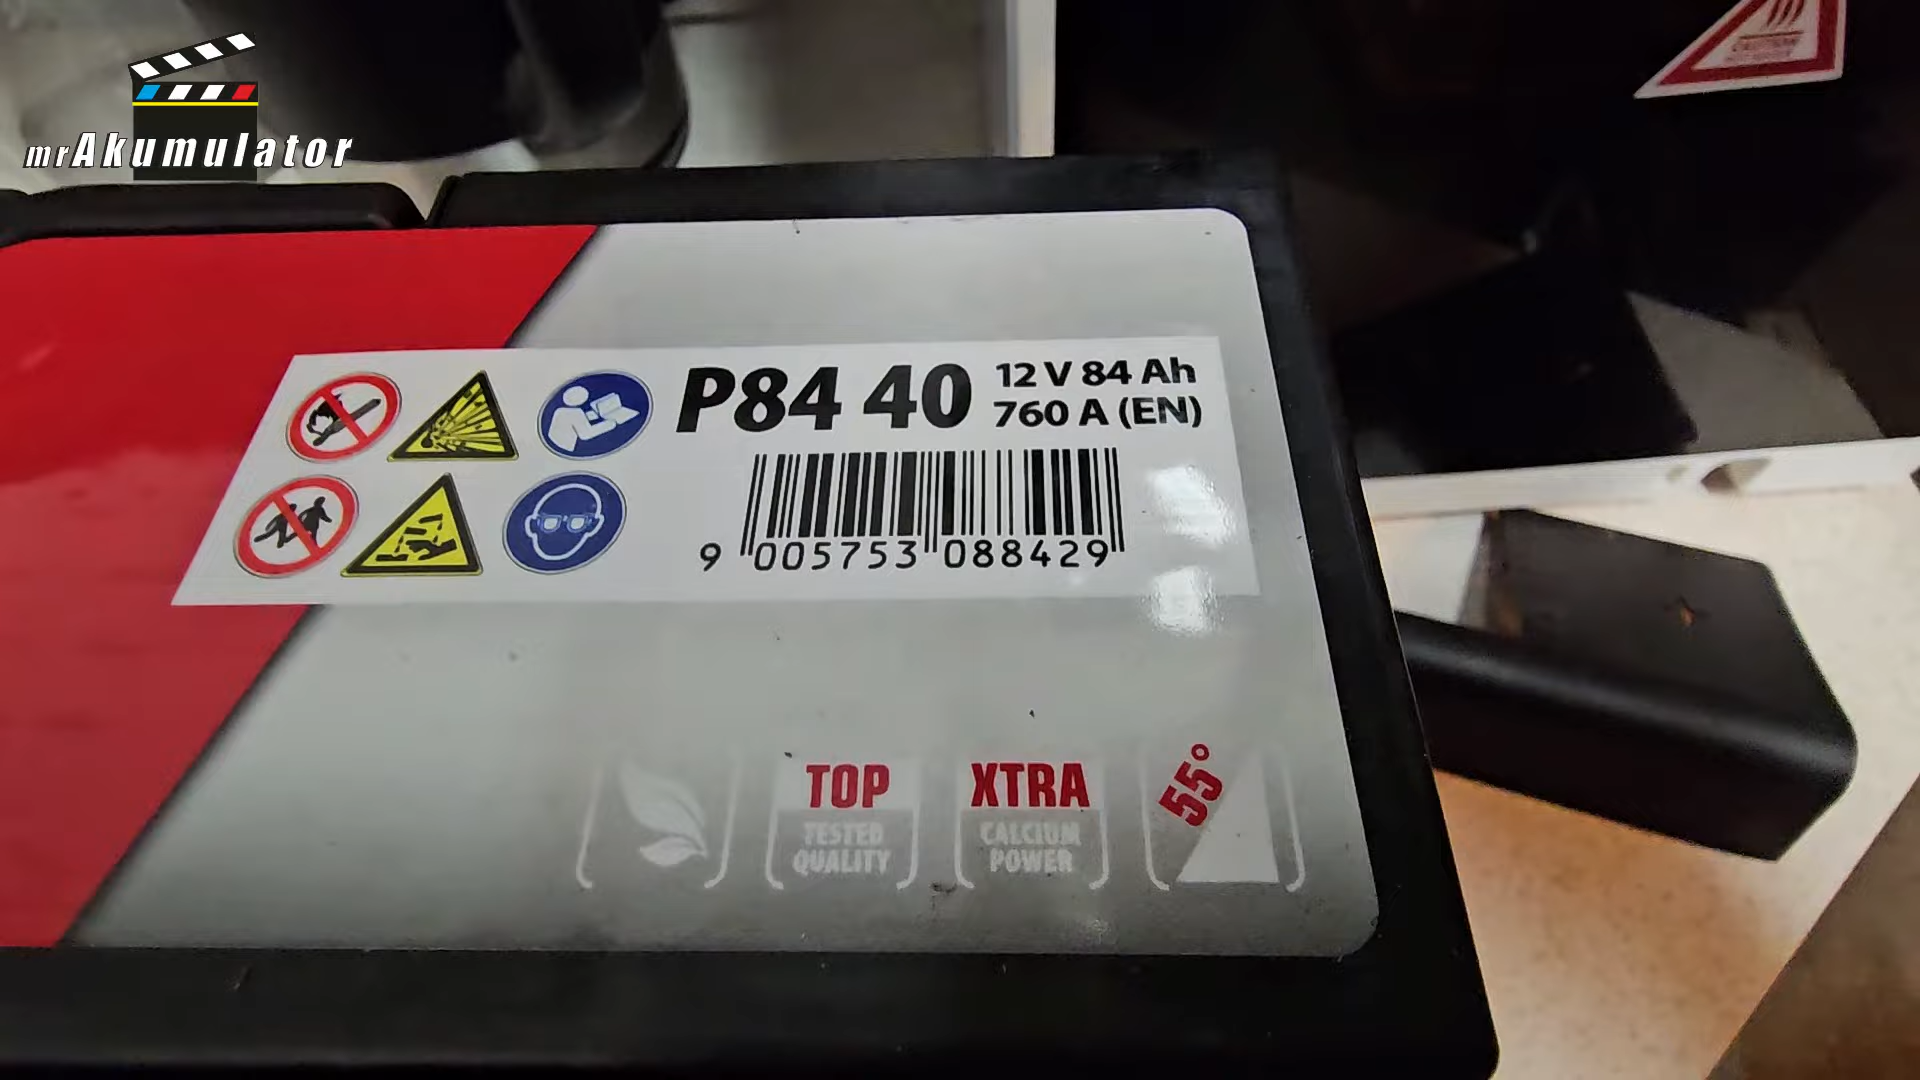 mrAkumulator
P84 40
12 V 84 Ah
760 A (EN)
9 005753 088429
TOP
TESTED
QUALITY
XTRA
CALCIUM
POWER
55°